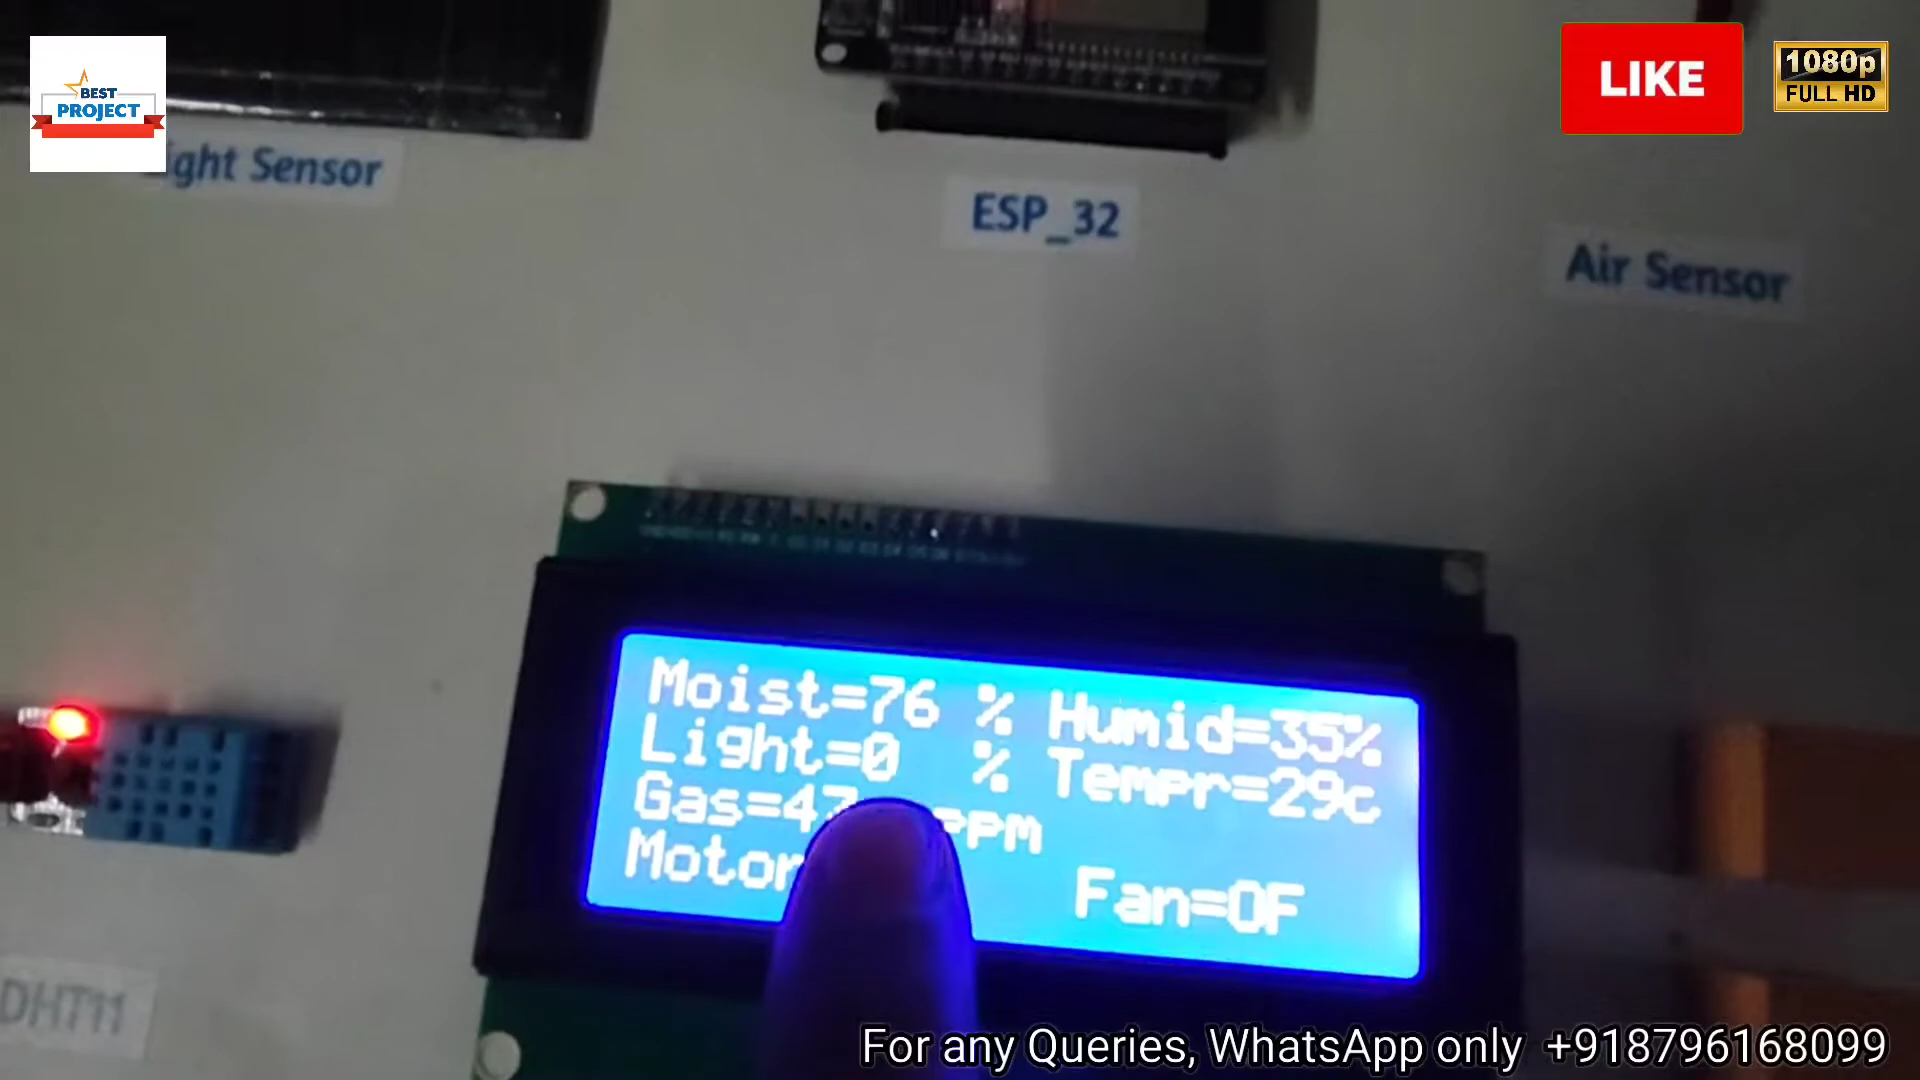 BEST
PROJECT
LIKE
1080p
FULL HD
ight Sensor
ESP_32
Air Sensor
Moist=76 % Humid=35%
Light=0 % Tempr=29c
Gas=47 ppm
Motor Fan=OF
DHT11
For any Queries, WhatsApp only +918796168099